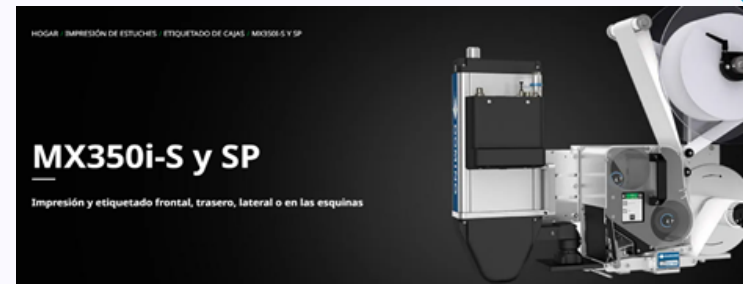 HOGAR / IMPRESIÓN DE ESTUCHES / ETIQUETADO DE CAJAS / MX350I-S Y SP
MX350i-S y SP
Impresión y etiquetado frontal, trasero, lateral o en las esquinas
DOMINO